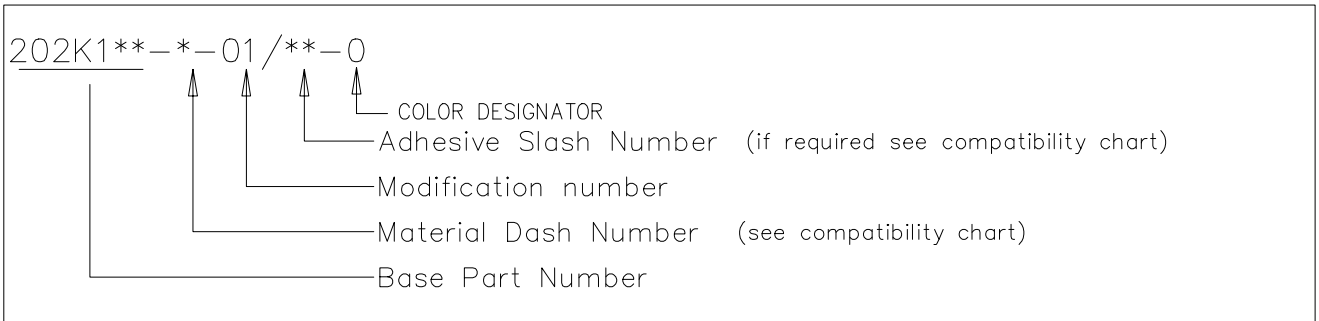 202K1**-*-01/**-0
COLOR DESIGNATOR
Adhesive Slash Number (if required see compatibility chart)
Modification number
Material Dash Number (see compatibility chart)
Base Part Number